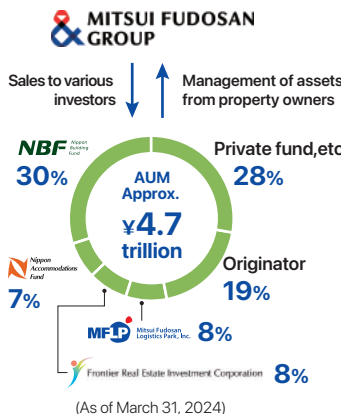 MITSUI FUDOSAN
GROUP
Sales to various
investors
Management of assets
from property owners
NBF Nippon
Building
Fund
30%
Private fund,etc
28%
AUM
Approx.
¥4.7
trillion
Nippon
Accommodations
Fund
7%
Originator
19%
MFLP Mitsui Fudosan
Logistics Park, Inc.
8%
Frontier Real Estate Investment Corporation 8%
(As of March 31, 2024)